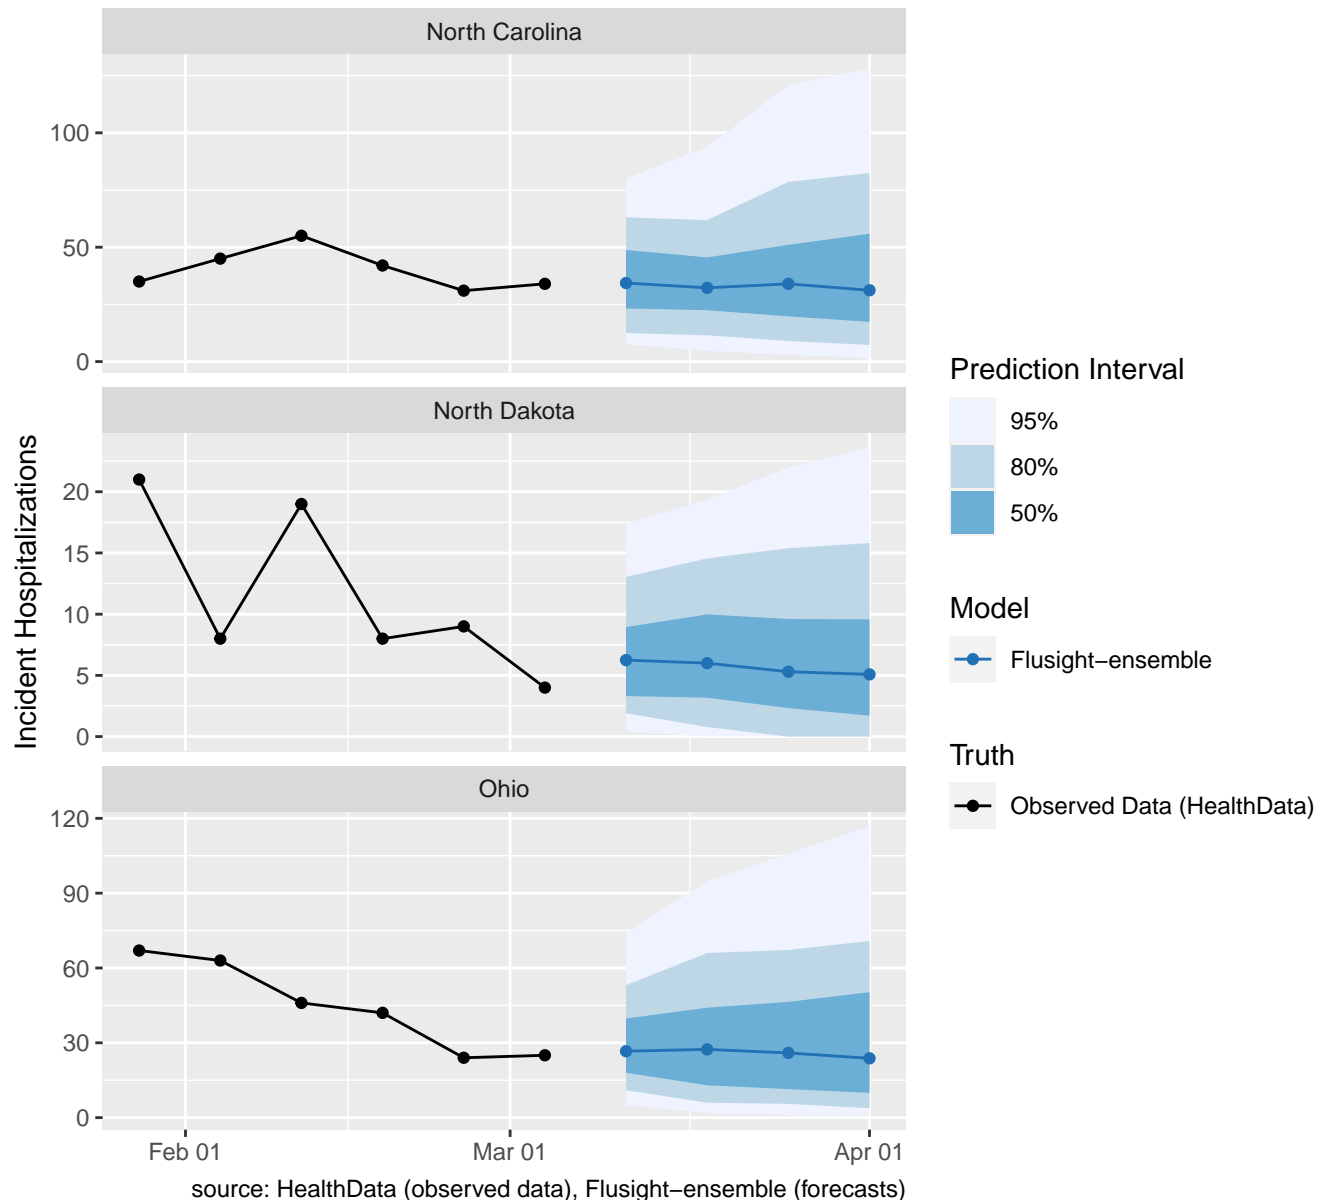 North Carolina
100
50
0
North Dakota
20
15
10
5
0
Ohio
120
90
60
30
0
Feb 01
Mar 01
Apr 01
Incident Hospitalizations
source: HealthData (observed data), Flusight−ensemble (forecasts)
Prediction Interval
95%
80%
50%
Model
Flusight−ensemble
Truth
Observed Data (HealthData)